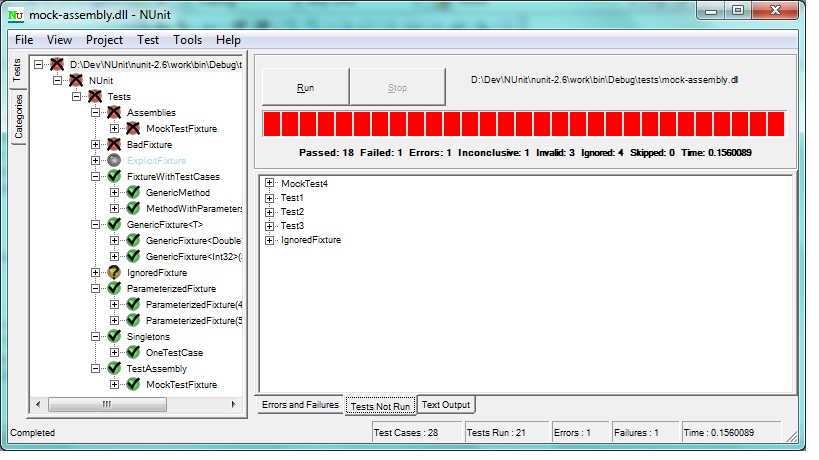 mock-assembly.dll - NUnit
File View Project Test Tools Help
Tests
Categories
D:\Dev\NUnit\nunit-2.6\work\bin\Debug\t
NUnit
Tests
Assemblies
MockTestFixture
BadFixture
ExplicitFixture
FixtureWithTestCases
GenericMethod
MethodWithParameters
GenericFixture<T>
GenericFixture<Double
GenericFixture<Int32>(
IgnoredFixture
ParameterizedFixture
ParameterizedFixture(4
ParameterizedFixture(5
Singletons
OneTestCase
TestAssembly
MockTestFixture
Run
Stop
D:\Dev\NUnit\nunit-2.6\work\bin\Debug\tests\mock-assembly.dll
Passed: 18 Failed: 1 Errors: 1 Inconclusive: 1 Invalid: 3 Ignored: 4 Skipped: 0 Time: 0.1560089
MockTest4
Test1
Test2
Test3
IgnoredFixture
Errors and Failures
Tests Not Run
Text Output
Completed
Test Cases : 28
Tests Run : 21
Errors : 1
Failures : 1
Time : 0.1560089